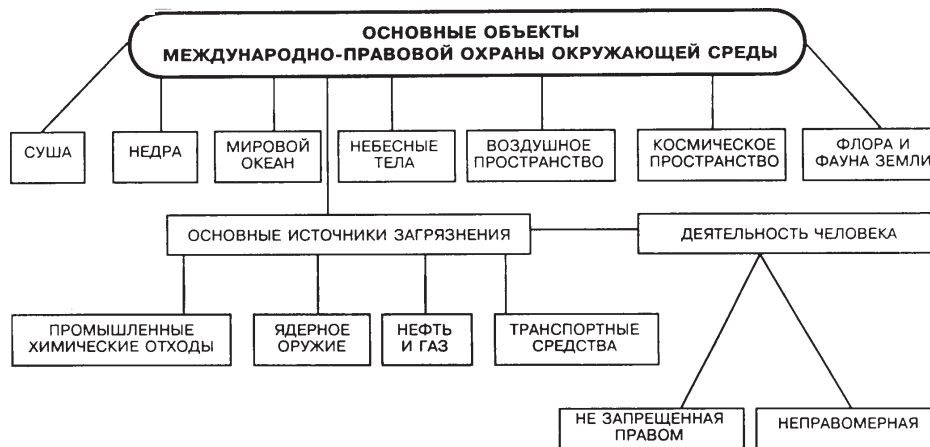 ОСНОВНЫЕ ОБЪЕКТЫ
МЕЖДУНАРОДНО-ПРАВОВОЙ ОХРАНЫ ОКРУЖАЮЩЕЙ СРЕДЫ
СУША
НЕДРА
МИРОВОЙ
ОКЕАН
НЕБЕСНЫЕ
ТЕЛА
ВОЗДУШНОЕ
ПРОСТРАНСТВО
КОСМИЧЕСКОЕ
ПРОСТРАНСТВО
ФЛОРА И
ФАУНА ЗЕМЛИ
ОСНОВНЫЕ ИСТОЧНИКИ ЗАГРЯЗНЕНИЯ
ДЕЯТЕЛЬНОСТЬ ЧЕЛОВЕКА
ПРОМЫШЛЕННЫЕ
ХИМИЧЕСКИЕ ОТХОДЫ
ЯДЕРНОЕ
ОРУЖИЕ
НЕФТЬ
И ГАЗ
ТРАНСПОРТНЫЕ
СРЕДСТВА
НЕ ЗАПРЕЩЕННАЯ
ПРАВОМ
НЕПРАВОМЕРНАЯ